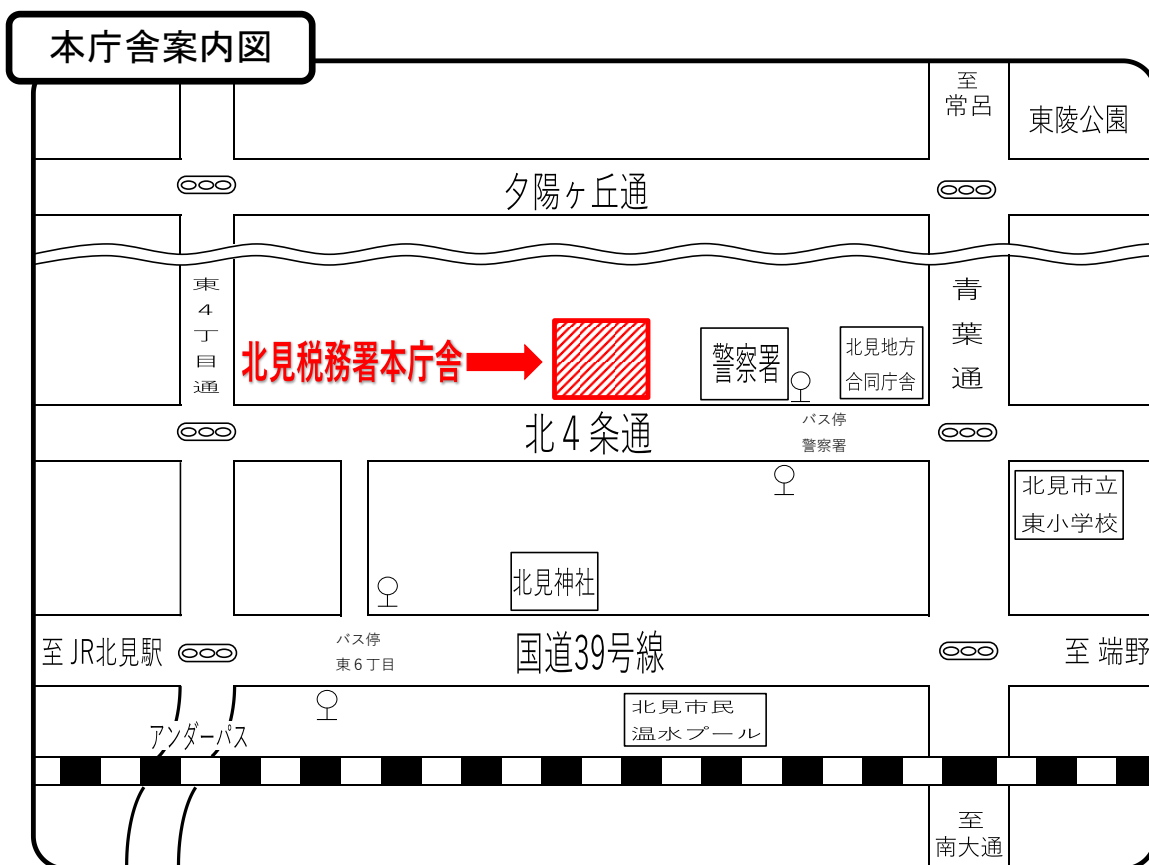 本庁舎案内図
至
常呂
東陵公園
夕陽ヶ丘通
東4丁目通
青葉通
北見税務署本庁舎
警察署
北見地方
合同庁舎
バス停
警察署
北4条通
北見市立
東小学校
北見神社
至 JR北見駅
バス停
東6丁目
国道39号線
至 端野
北見市民
温水プール
アンダーパス
至
南大通